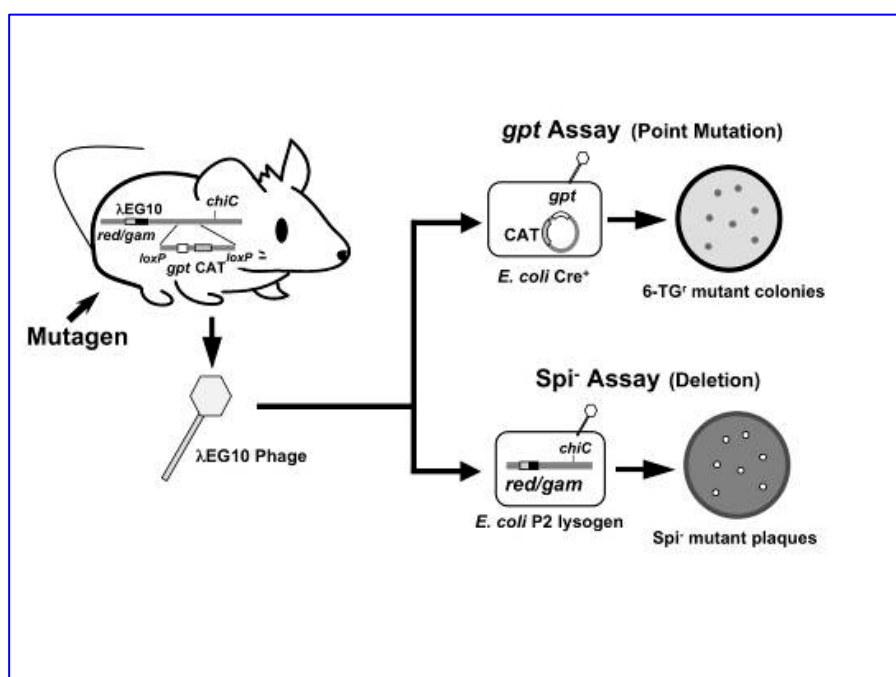 gpt Assay (Point Mutation)
chiC
λEG10
red/gam
loxP
loxP
gpt CAT
Mutagen
λEG10 Phage
gpt
CAT
E. coli Cre⁺
6-TGʳ mutant colonies
Spi⁻ Assay (Deletion)
chiC
red/gam
E. coli P2 lysogen
Spi⁻ mutant plaques